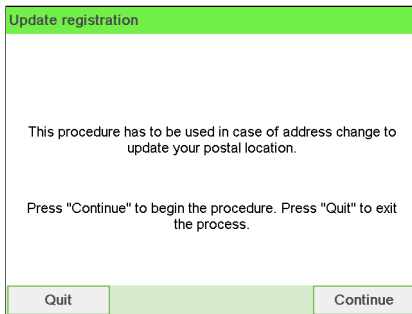 Update registration
This procedure has to be used in case of address change to
update your postal location.
Press "Continue" to begin the procedure. Press "Quit" to exit
the process.
Quit
Continue